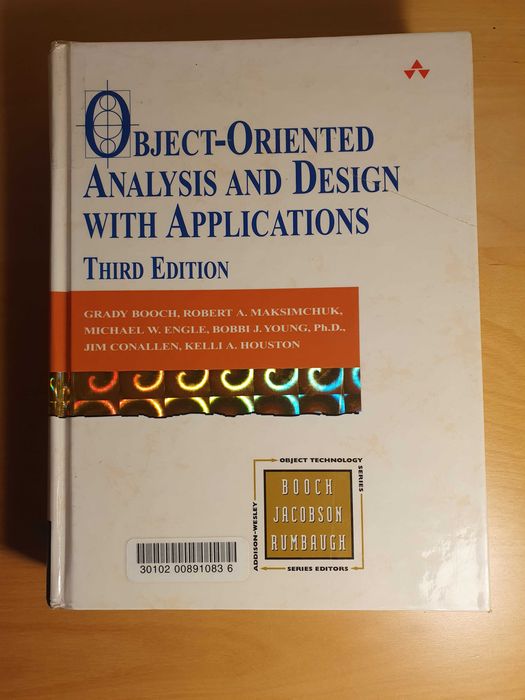 OBJECT-ORIENTED
ANALYSIS AND DESIGN
WITH APPLICATIONS
THIRD EDITION
GRADY BOOCH, ROBERT A. MAKSIMCHUK,
MICHAEL W. ENGLE, BOBBI J. YOUNG, Ph.D.,
JIM CONALLEN, KELLI A. HOUSTON
OBJECT TECHNOLOGY
SERIES
ADDISON-WESLEY
BOOCH
JACOBSON
RUMBAUGH
SERIES EDITORS
30102 00891083 6